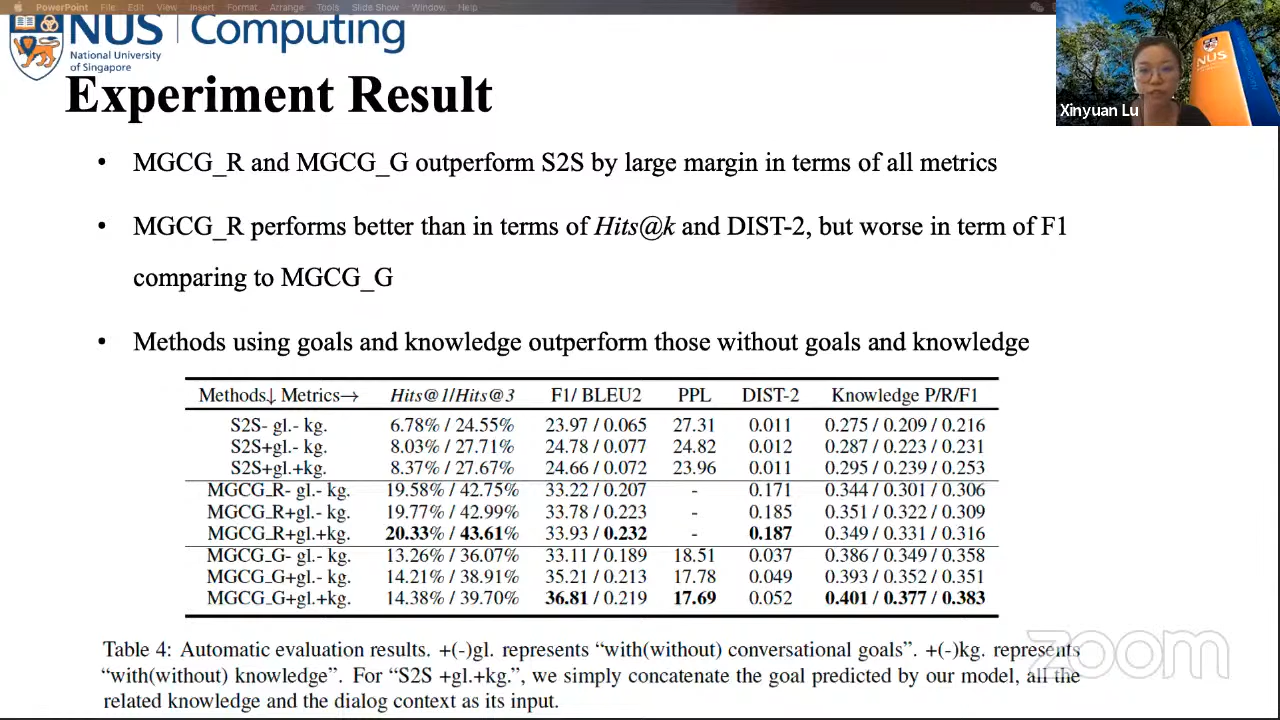 PowerPoint File Edit View Insert Format Arrange Tools Slide Show Window Help
NUS | Computing
National University
of Singapore
NUS
Xinyuan Lu
Experiment Result
• MGCG_R and MGCG_G outperform S2S by large margin in terms of all metrics
• MGCG_R performs better than in terms of Hits@k and DIST-2, but worse in term of F1
comparing to MGCG_G
• Methods using goals and knowledge outperform those without goals and knowledge
Methods↓ Metrics→ Hits@1/Hits@3 F1/ BLEU2 PPL DIST-2 Knowledge P/R/F1
S2S- gl.- kg. 6.78% / 24.55% 23.97 / 0.065 27.31 0.011 0.275 / 0.209 / 0.216
S2S+gl.- kg. 8.03% / 27.71% 24.78 / 0.077 24.82 0.012 0.287 / 0.223 / 0.231
S2S+gl.+kg. 8.37% / 27.67% 24.66 / 0.072 23.96 0.011 0.295 / 0.239 / 0.253
MGCG_R- gl.- kg. 19.58% / 42.75% 33.22 / 0.207 - 0.171 0.344 / 0.301 / 0.306
MGCG_R+gl.- kg. 19.77% / 42.99% 33.78 / 0.223 - 0.185 0.351 / 0.322 / 0.309
MGCG_R+gl.+kg. 20.33% / 43.61% 33.93 / 0.232 - 0.187 0.349 / 0.331 / 0.316
MGCG_G- gl.- kg. 13.26% / 36.07% 33.11 / 0.189 18.51 0.037 0.386 / 0.349 / 0.358
MGCG_G+gl.- kg. 14.21% / 38.91% 35.21 / 0.213 17.78 0.049 0.393 / 0.352 / 0.351
MGCG_G+gl.+kg. 14.38% / 39.70% 36.81 / 0.219 17.69 0.052 0.401 / 0.377 / 0.383
Table 4: Automatic evaluation results. +(-)gl. represents “with(without) conversational goals”. +(-)kg. represents
“with(without) knowledge”. For “S2S +gl.+kg.”, we simply concatenate the goal predicted by our model, all the
related knowledge and the dialog context as its input.
zoom